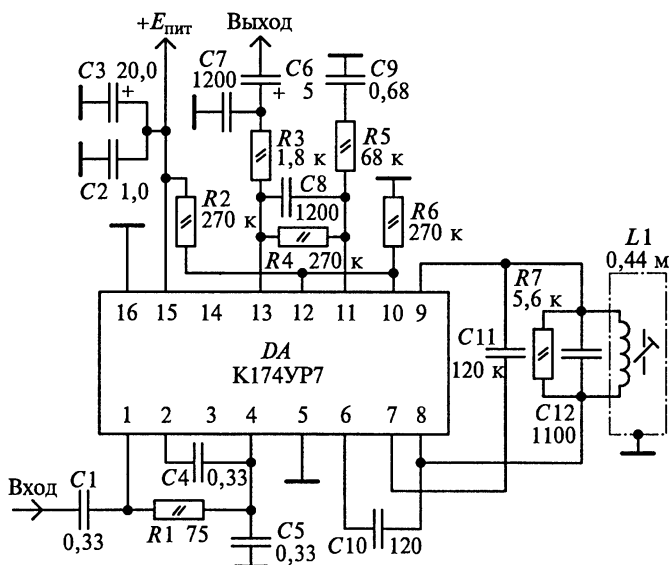 +Eпит
Выход
C3 20,0
+
C7
1200
C6
5
+
C9
0,68
C2 1,0
R3
1,8 к
R5
68 к
R2
270 к
C8
1200
R6
270 к
R4 270 к
L1
0,44 м
R7
5,6 к
16 15 14 13 12 11 10 9
DA
К174УР7
C11
120 к
1 2 3 4 5 6 7 8
C12
1100
C4 0,33
Вход
C1
0,33
R1 75
C5
0,33
C10 120